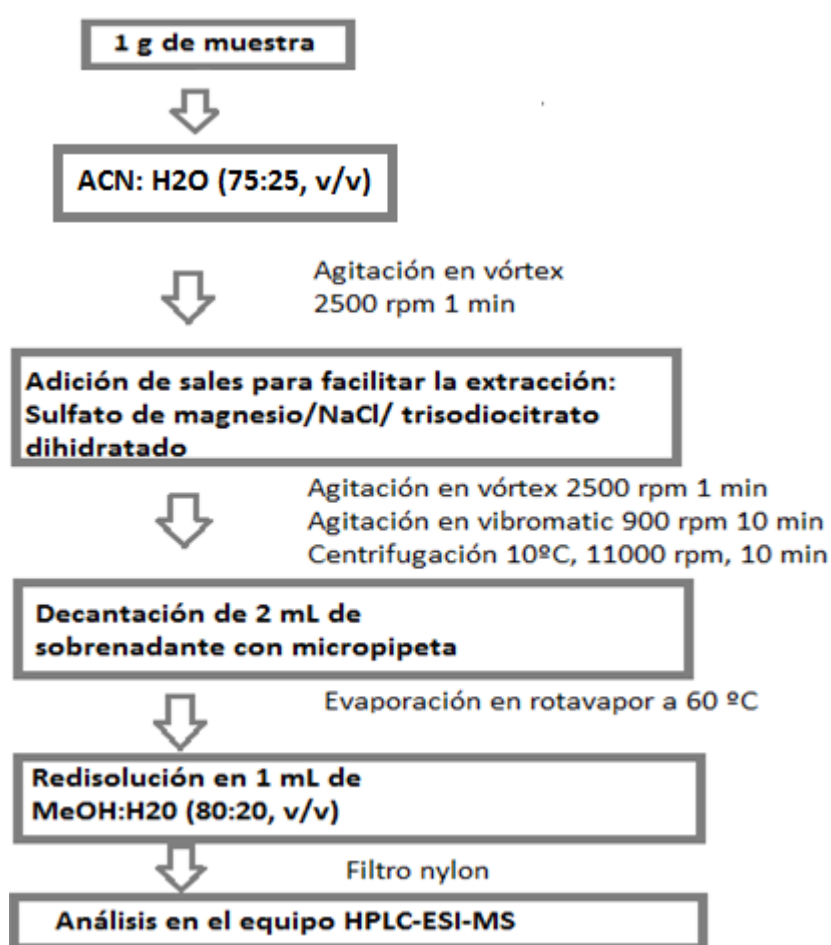 1 g de muestra
ACN: H2O (75:25, v/v)
Agitación en vórtex
2500 rpm 1 min
Adición de sales para facilitar la extracción:
Sulfato de magnesio/NaCl/ trisodiocitrato
dihidratado
Agitación en vórtex 2500 rpm 1 min
Agitación en vibromatic 900 rpm 10 min
Centrifugación 10ºC, 11000 rpm, 10 min
Decantación de 2 mL de
sobrenadante con micropipeta
Evaporación en rotavapor a 60 ºC
Redisolución en 1 mL de
MeOH:H20 (80:20, v/v)
Filtro nylon
Análisis en el equipo HPLC-ESI-MS